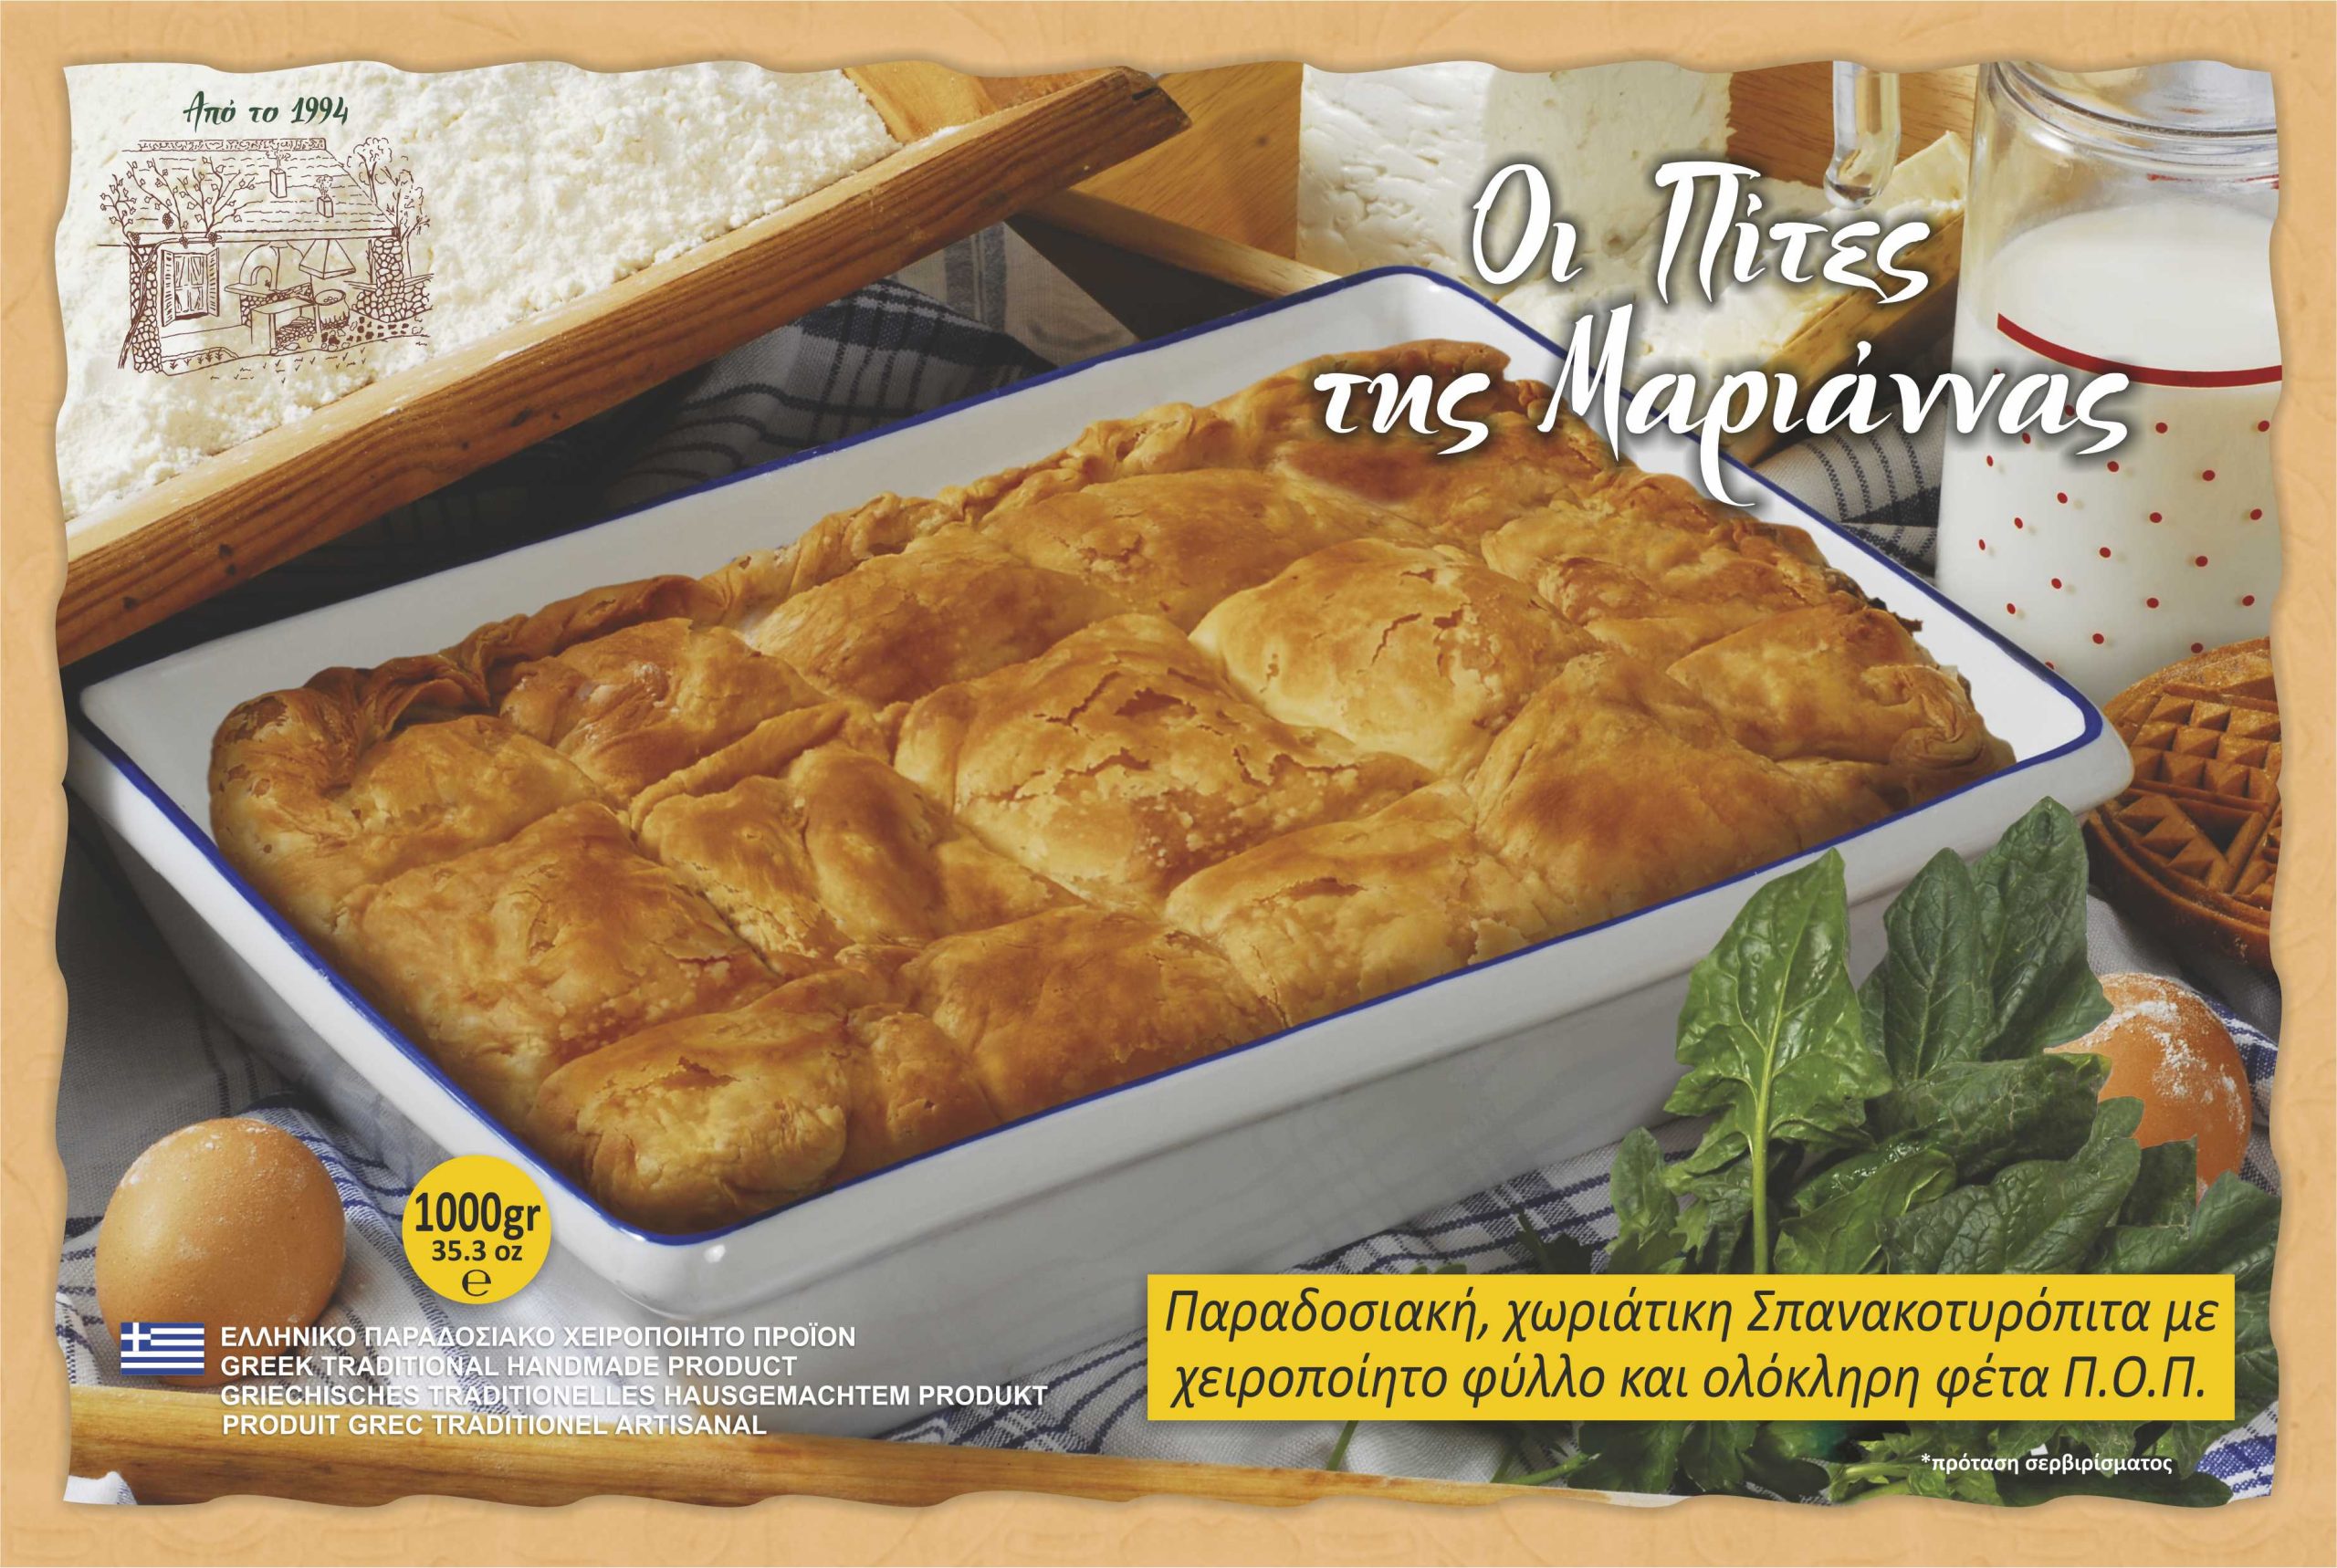 Από το 1994
Οι Πίτες
της Μαριάννας
1000gr
35.3 oz
℮
ΕΛΛΗΝΙΚΟ ΠΑΡΑΔΟΣΙΑΚΟ ΧΕΙΡΟΠΟΙΗΤΟ ΠΡΟΪΟΝ
GREEK TRADITIONAL HANDMADE PRODUCT
GRIECHISCHES TRADITIONELLES HAUSGEMACHTEM PRODUKT
PRODUIT GREC TRADITIONEL ARTISANAL
Παραδοσιακή, χωριάτικη Σπανακοτυρόπιτα με
χειροποίητο φύλλο και ολόκληρη φέτα Π.Ο.Π.
*πρόταση σερβιρίσματος